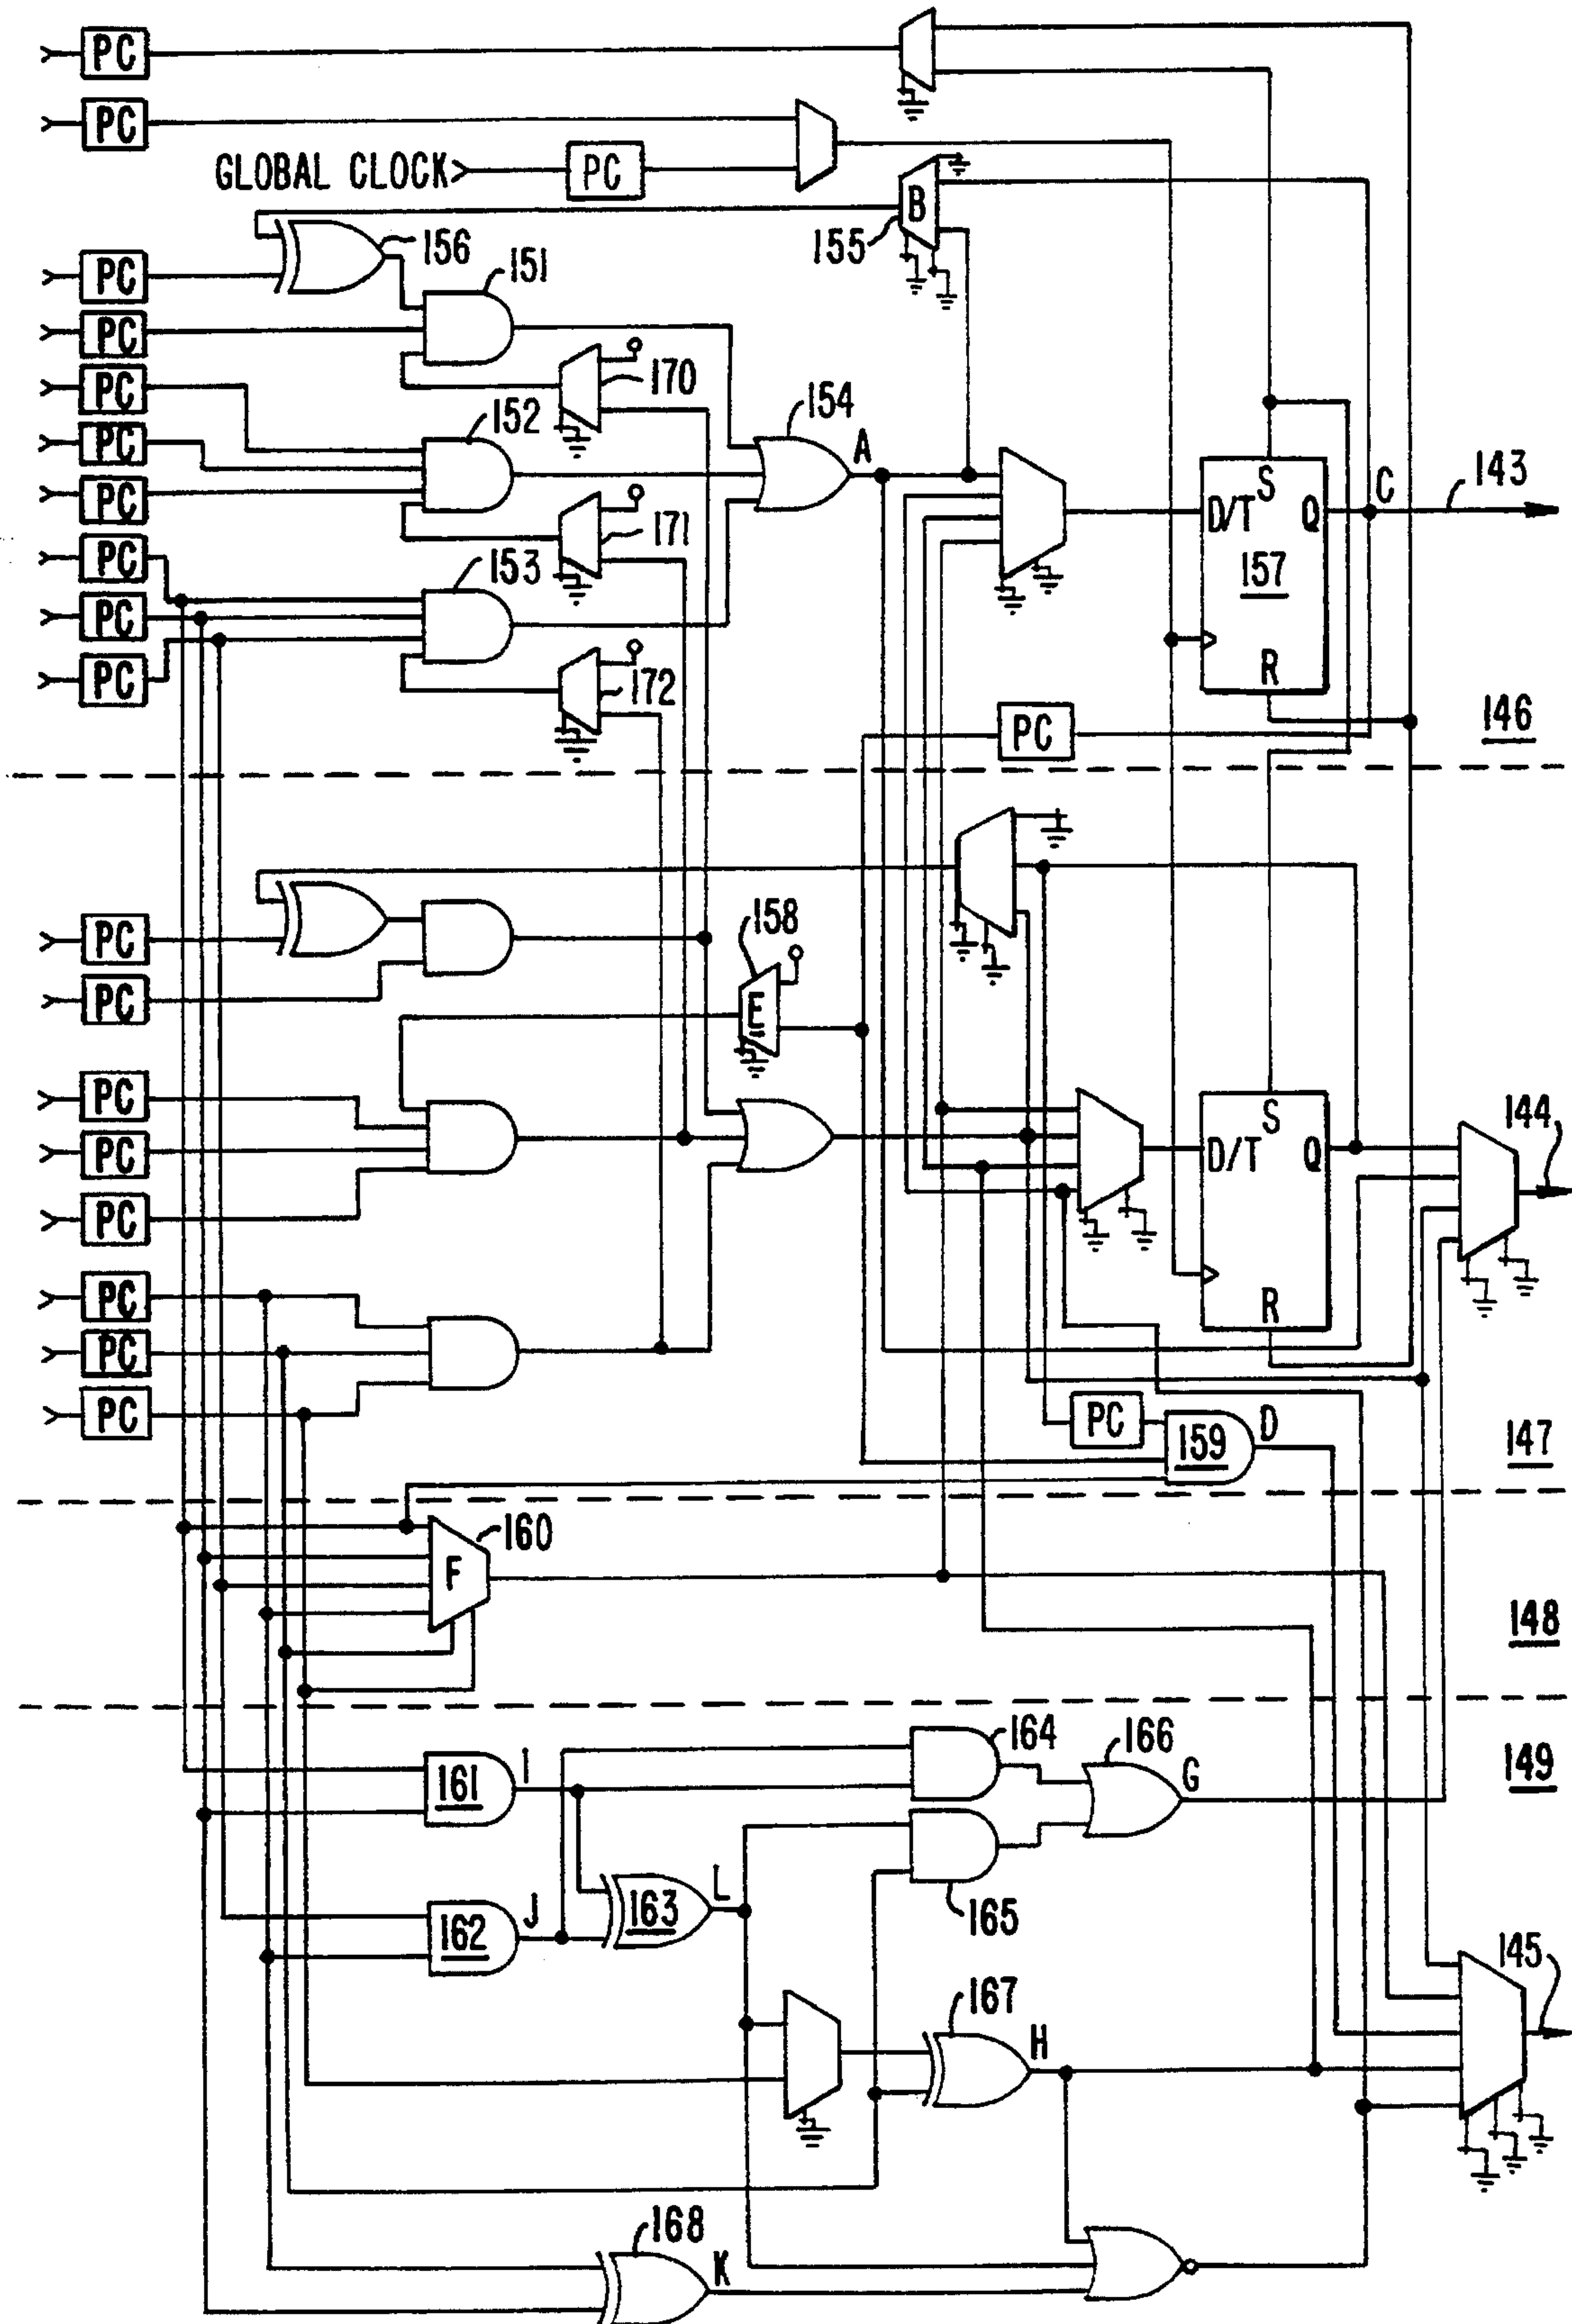 PC
PC
GLOBAL CLOCK
PC
B
155
156
PC
151
PC
170
PC
154
152
A
PC
S
C
143
PC
D/T
Q
171
157
PC
153
PC
R
PC
172
146
PC
158
PC
PC
E
PC
S
144
PC
D/T
Q
PC
PC
R
PC
PC
PC
159
D
147
160
F
148
164
166
149
161
I
G
L
J
163
162
165
145
167
H
168
K